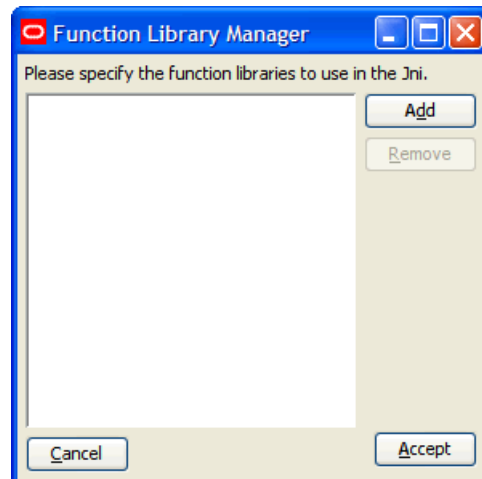 Function Library Manager
Please specify the function libraries to use in the Jni.
Add
Remove
Cancel
Accept